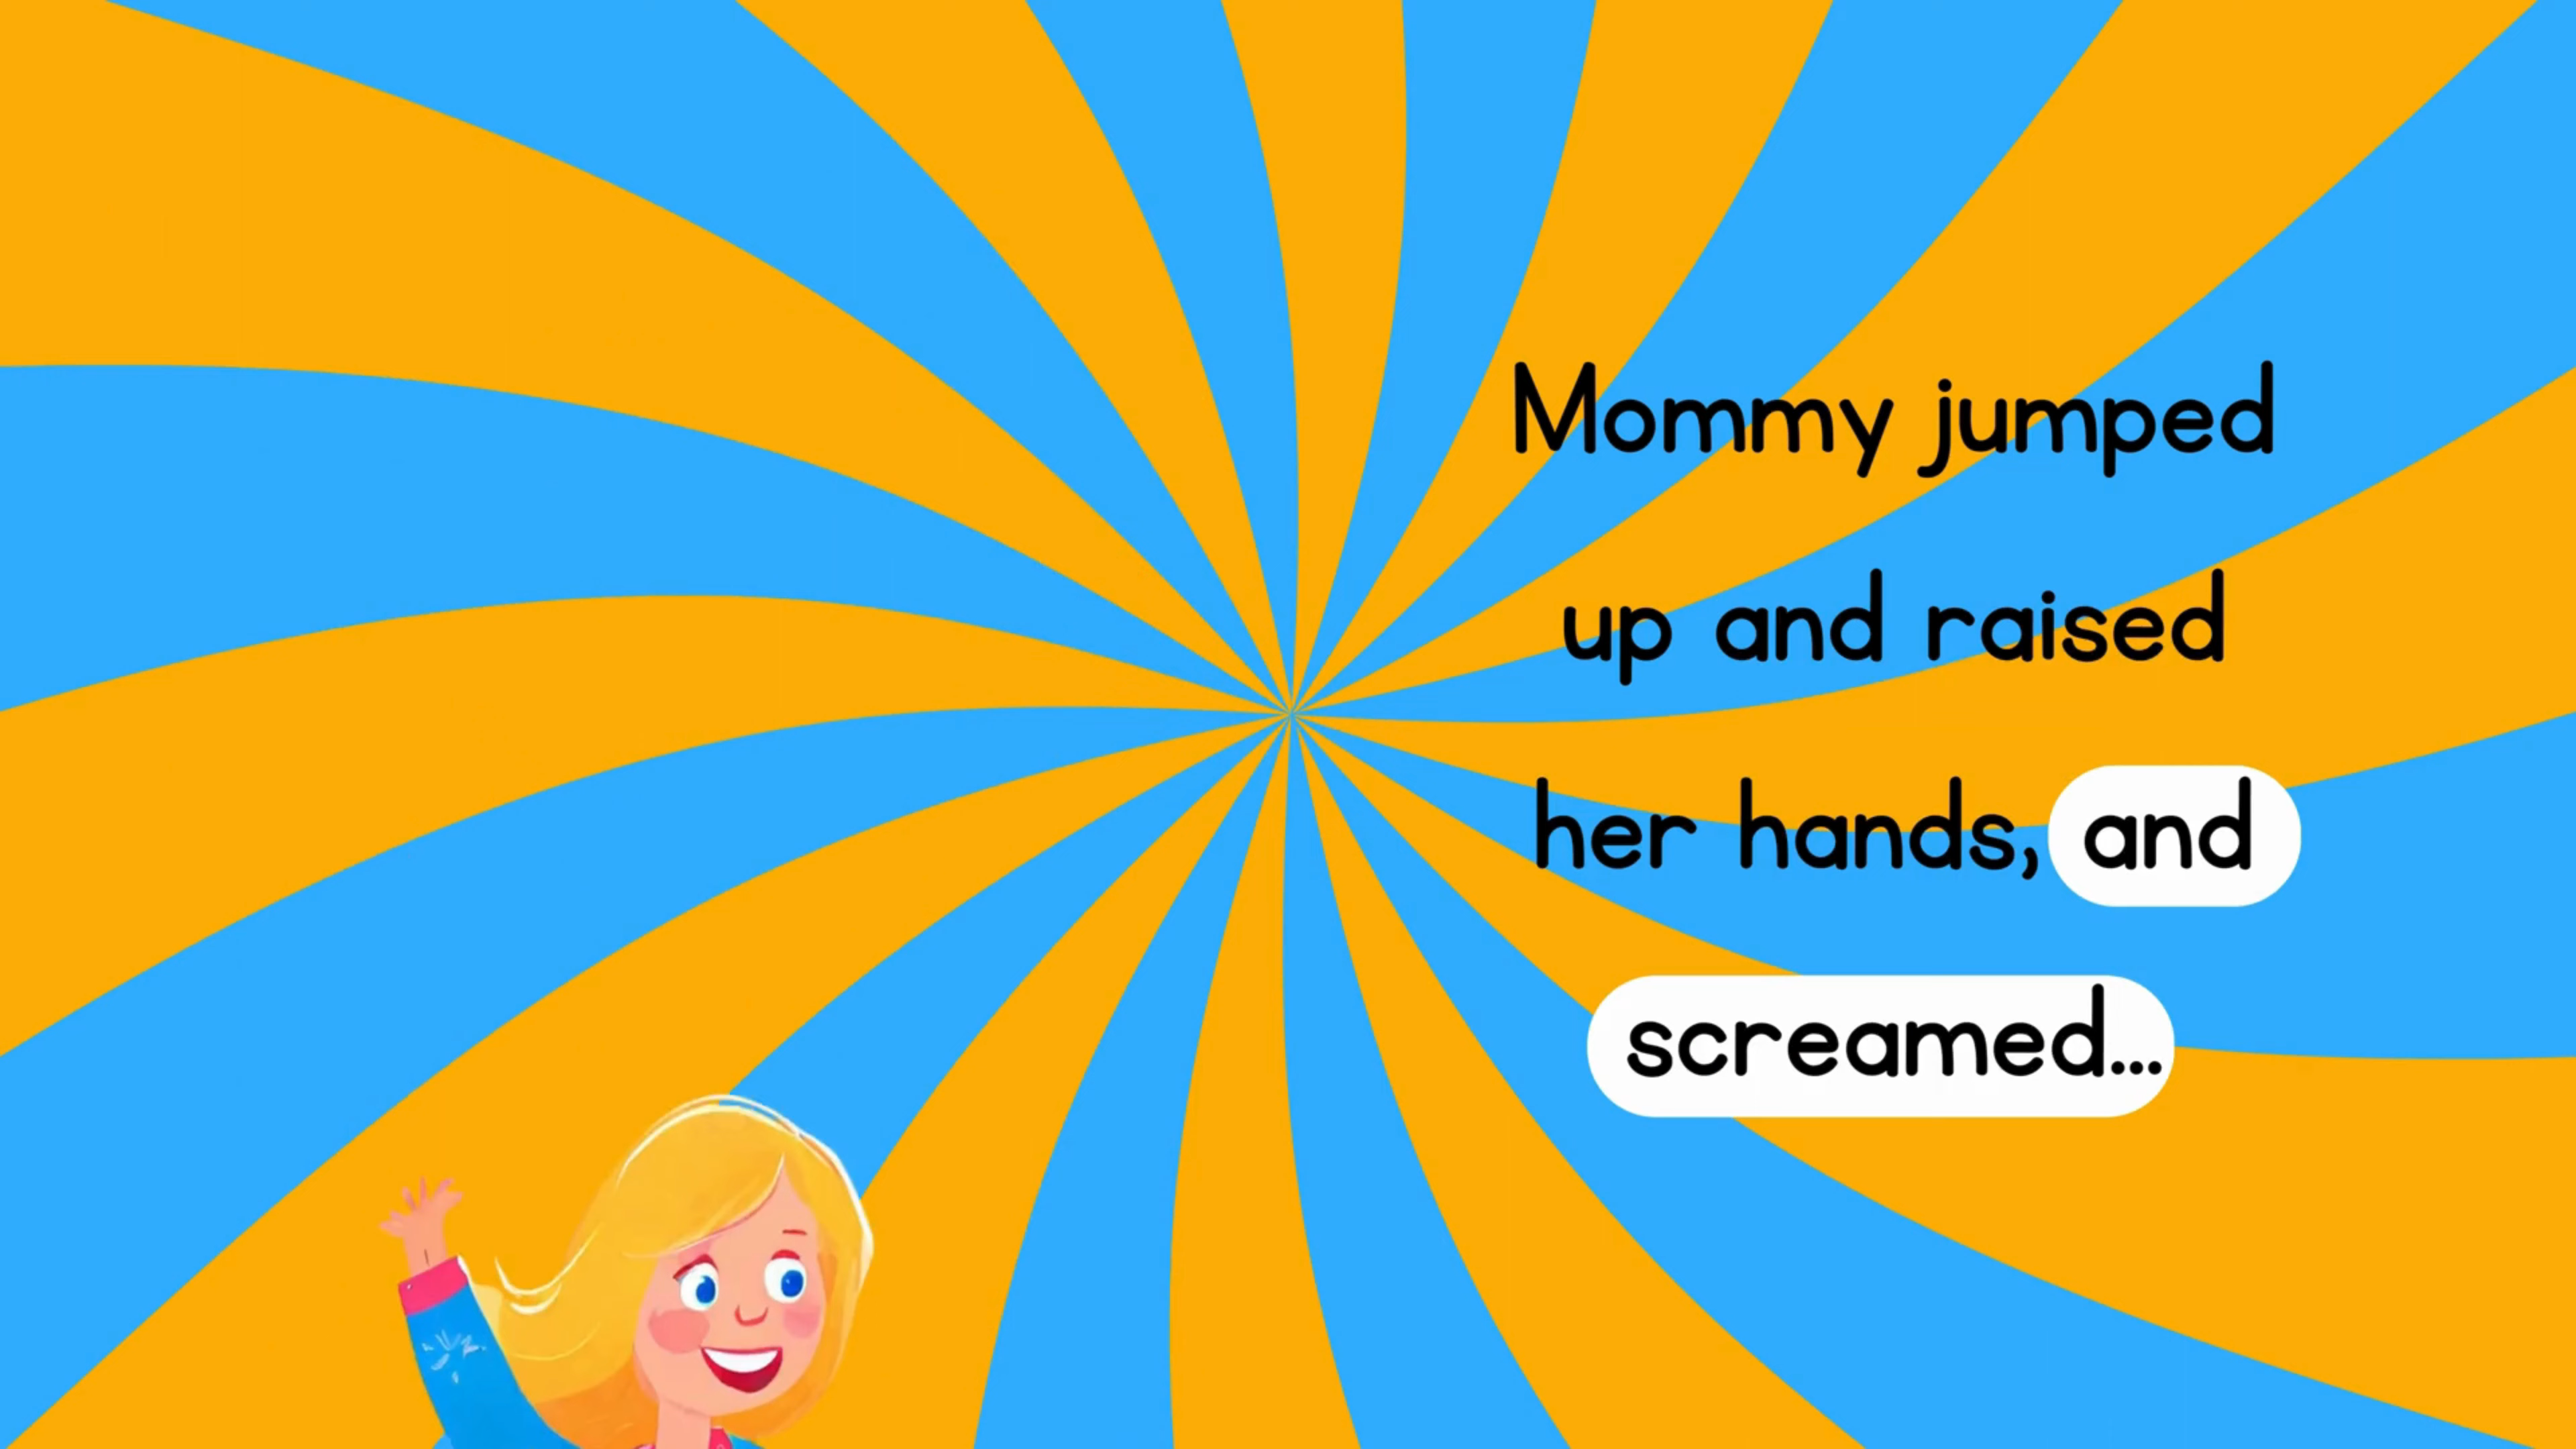 Mommy jumped
up and raised
her hands, and
screamed...